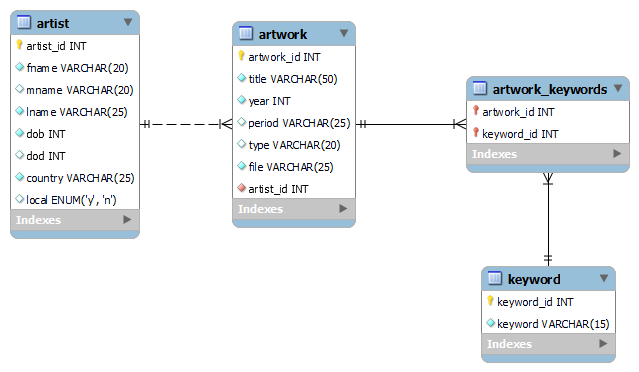 artist
artist_id INT
fname VARCHAR(20)
mname VARCHAR(20)
lname VARCHAR(25)
dob INT
dod INT
country VARCHAR(25)
local ENUM('y', 'n')
Indexes
artwork
artwork_id INT
title VARCHAR(50)
year INT
period VARCHAR(25)
type VARCHAR(20)
file VARCHAR(25)
artist_id INT
Indexes
artwork_keywords
artwork_id INT
keyword_id INT
Indexes
keyword
keyword_id INT
keyword VARCHAR(15)
Indexes